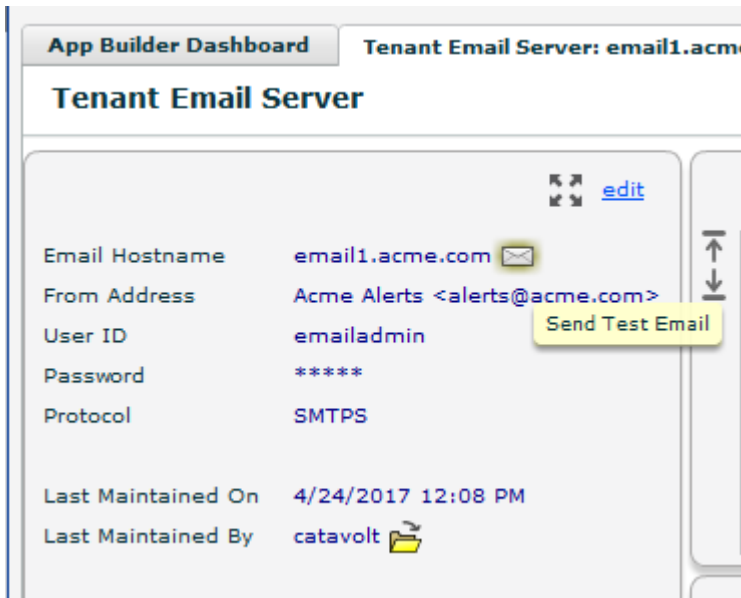 App Builder Dashboard
Tenant Email Server: email1.acm
Tenant Email Server
edit
Email Hostname email1.acme.com
From Address Acme Alerts <alerts@acme.com>
Send Test Email
User ID emailadmin
Password *****
Protocol SMTPS
Last Maintained On 4/24/2017 12:08 PM
Last Maintained By catavolt